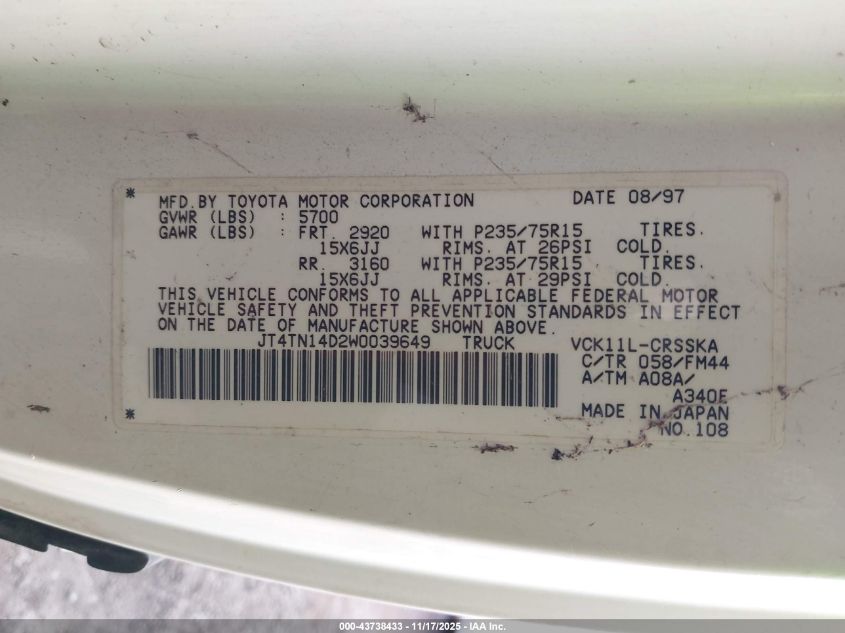 * MFD.BY TOYOTA MOTOR CORPORATION DATE 08/97
GVWR (LBS) : 5700
GAWR (LBS) : FRT. 2920 WITH P235/75R15 TIRES.
15X6JJ RIMS. AT 26PSI COLD.
RR. 3160 WITH P235/75R15 TIRES.
15X6JJ RIMS. AT 29PSI COLD.
THIS VEHICLE CONFORMS TO ALL APPLICABLE FEDERAL MOTOR
VEHICLE SAFETY AND THEFT PREVENTION STANDARDS IN EFFECT
ON THE DATE OF MANUFACTURE SHOWN ABOVE.
JT4TN14D2W0039649 TRUCK VCK11L-CRSSKA
C/TR 058/FM44
A/TM A08A/
A340E
* MADE IN JAPAN
NO.108
000-43738433 - 11/17/2025 - IAA Inc.